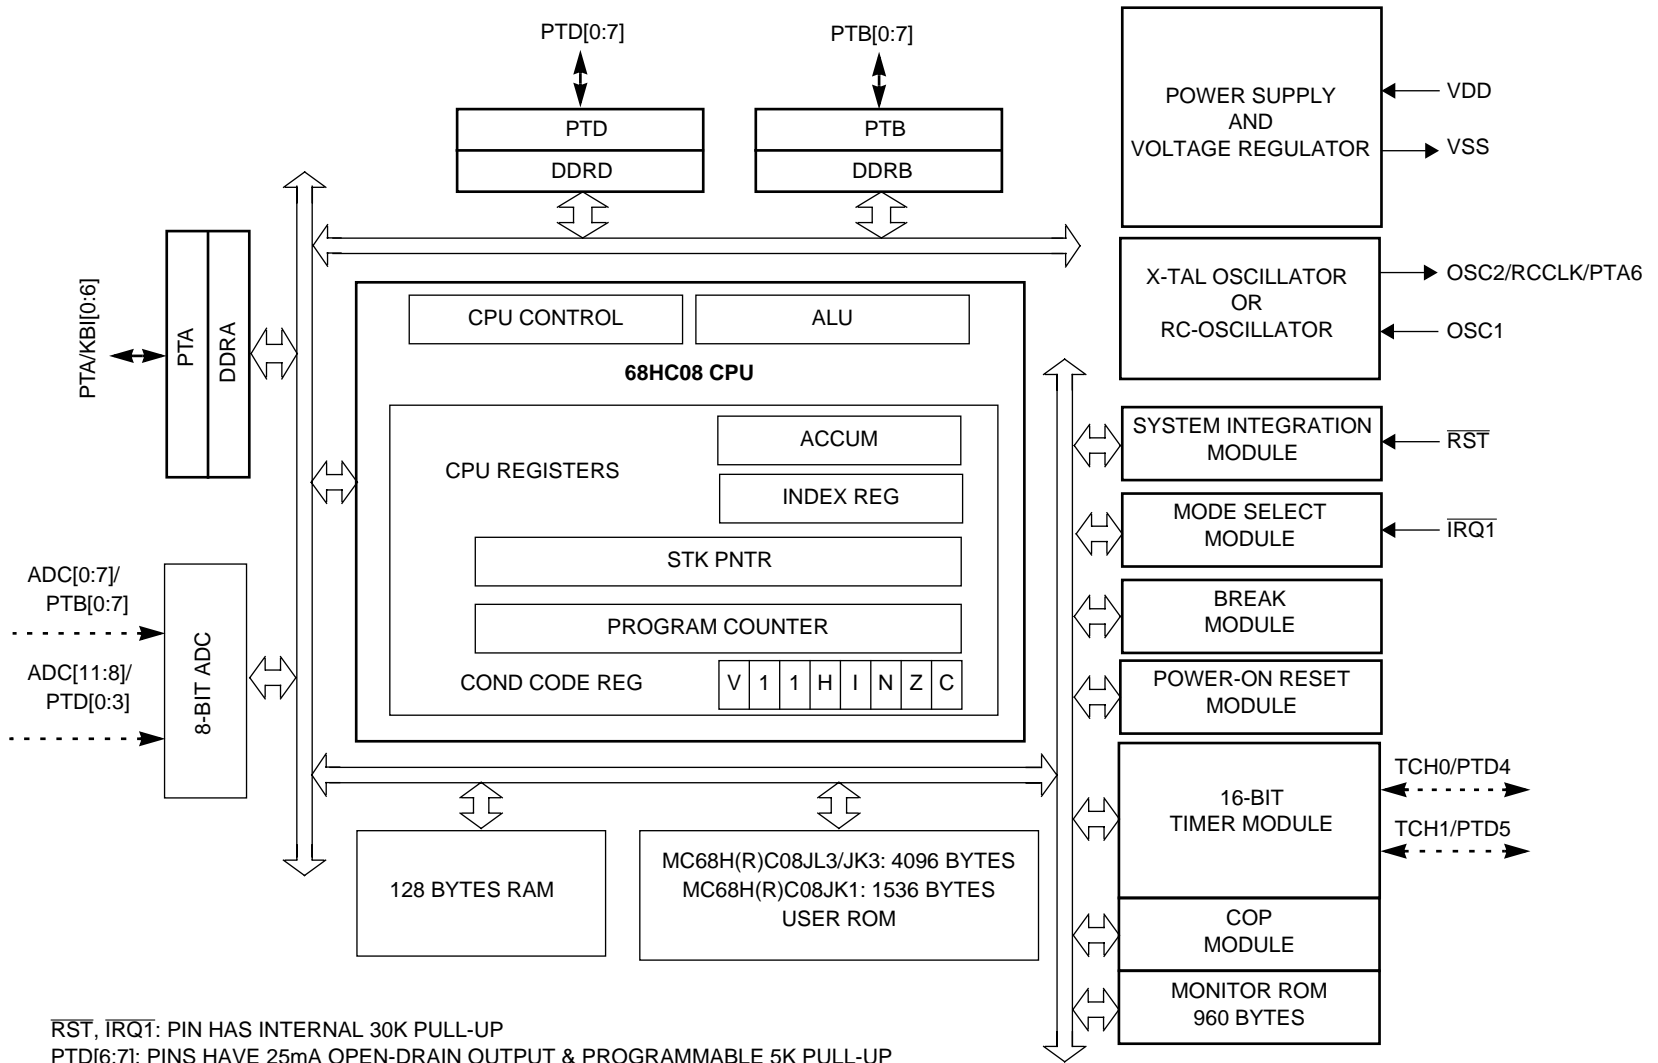 PTD[0:7]
PTB[0:7]
PTD
DDRD
PTB
DDRB
POWER SUPPLY
AND
VOLTAGE REGULATOR
VDD
VSS
PTA/KBI[0:6]
PTA
DDRA
X-TAL OSCILLATOR
OR
RC-OSCILLATOR
OSC2/RCCLK/PTA6
OSC1
CPU CONTROL
ALU
68HC08 CPU
CPU REGISTERS
ACCUM
INDEX REG
STK PNTR
PROGRAM COUNTER
COND CODE REG
V 1 1 H I N Z C
SYSTEM INTEGRATION
MODULE
RST
MODE SELECT
MODULE
IRQ1
BREAK
MODULE
POWER-ON RESET
MODULE
ADC[0:7]/
PTB[0:7]
ADC[11:8]/
PTD[0:3]
8-BIT ADC
16-BIT
TIMER MODULE
TCH0/PTD4
TCH1/PTD5
128 BYTES RAM
MC68H(R)C08JL3/JK3: 4096 BYTES
MC68H(R)C08JK1: 1536 BYTES
USER ROM
COP
MODULE
MONITOR ROM
960 BYTES
RST, IRQ1: PIN HAS INTERNAL 30K PULL-UP
PTD[6:7]: PINS HAVE 25mA OPEN-DRAIN OUTPUT & PROGRAMMABLE 5K PULL-UP